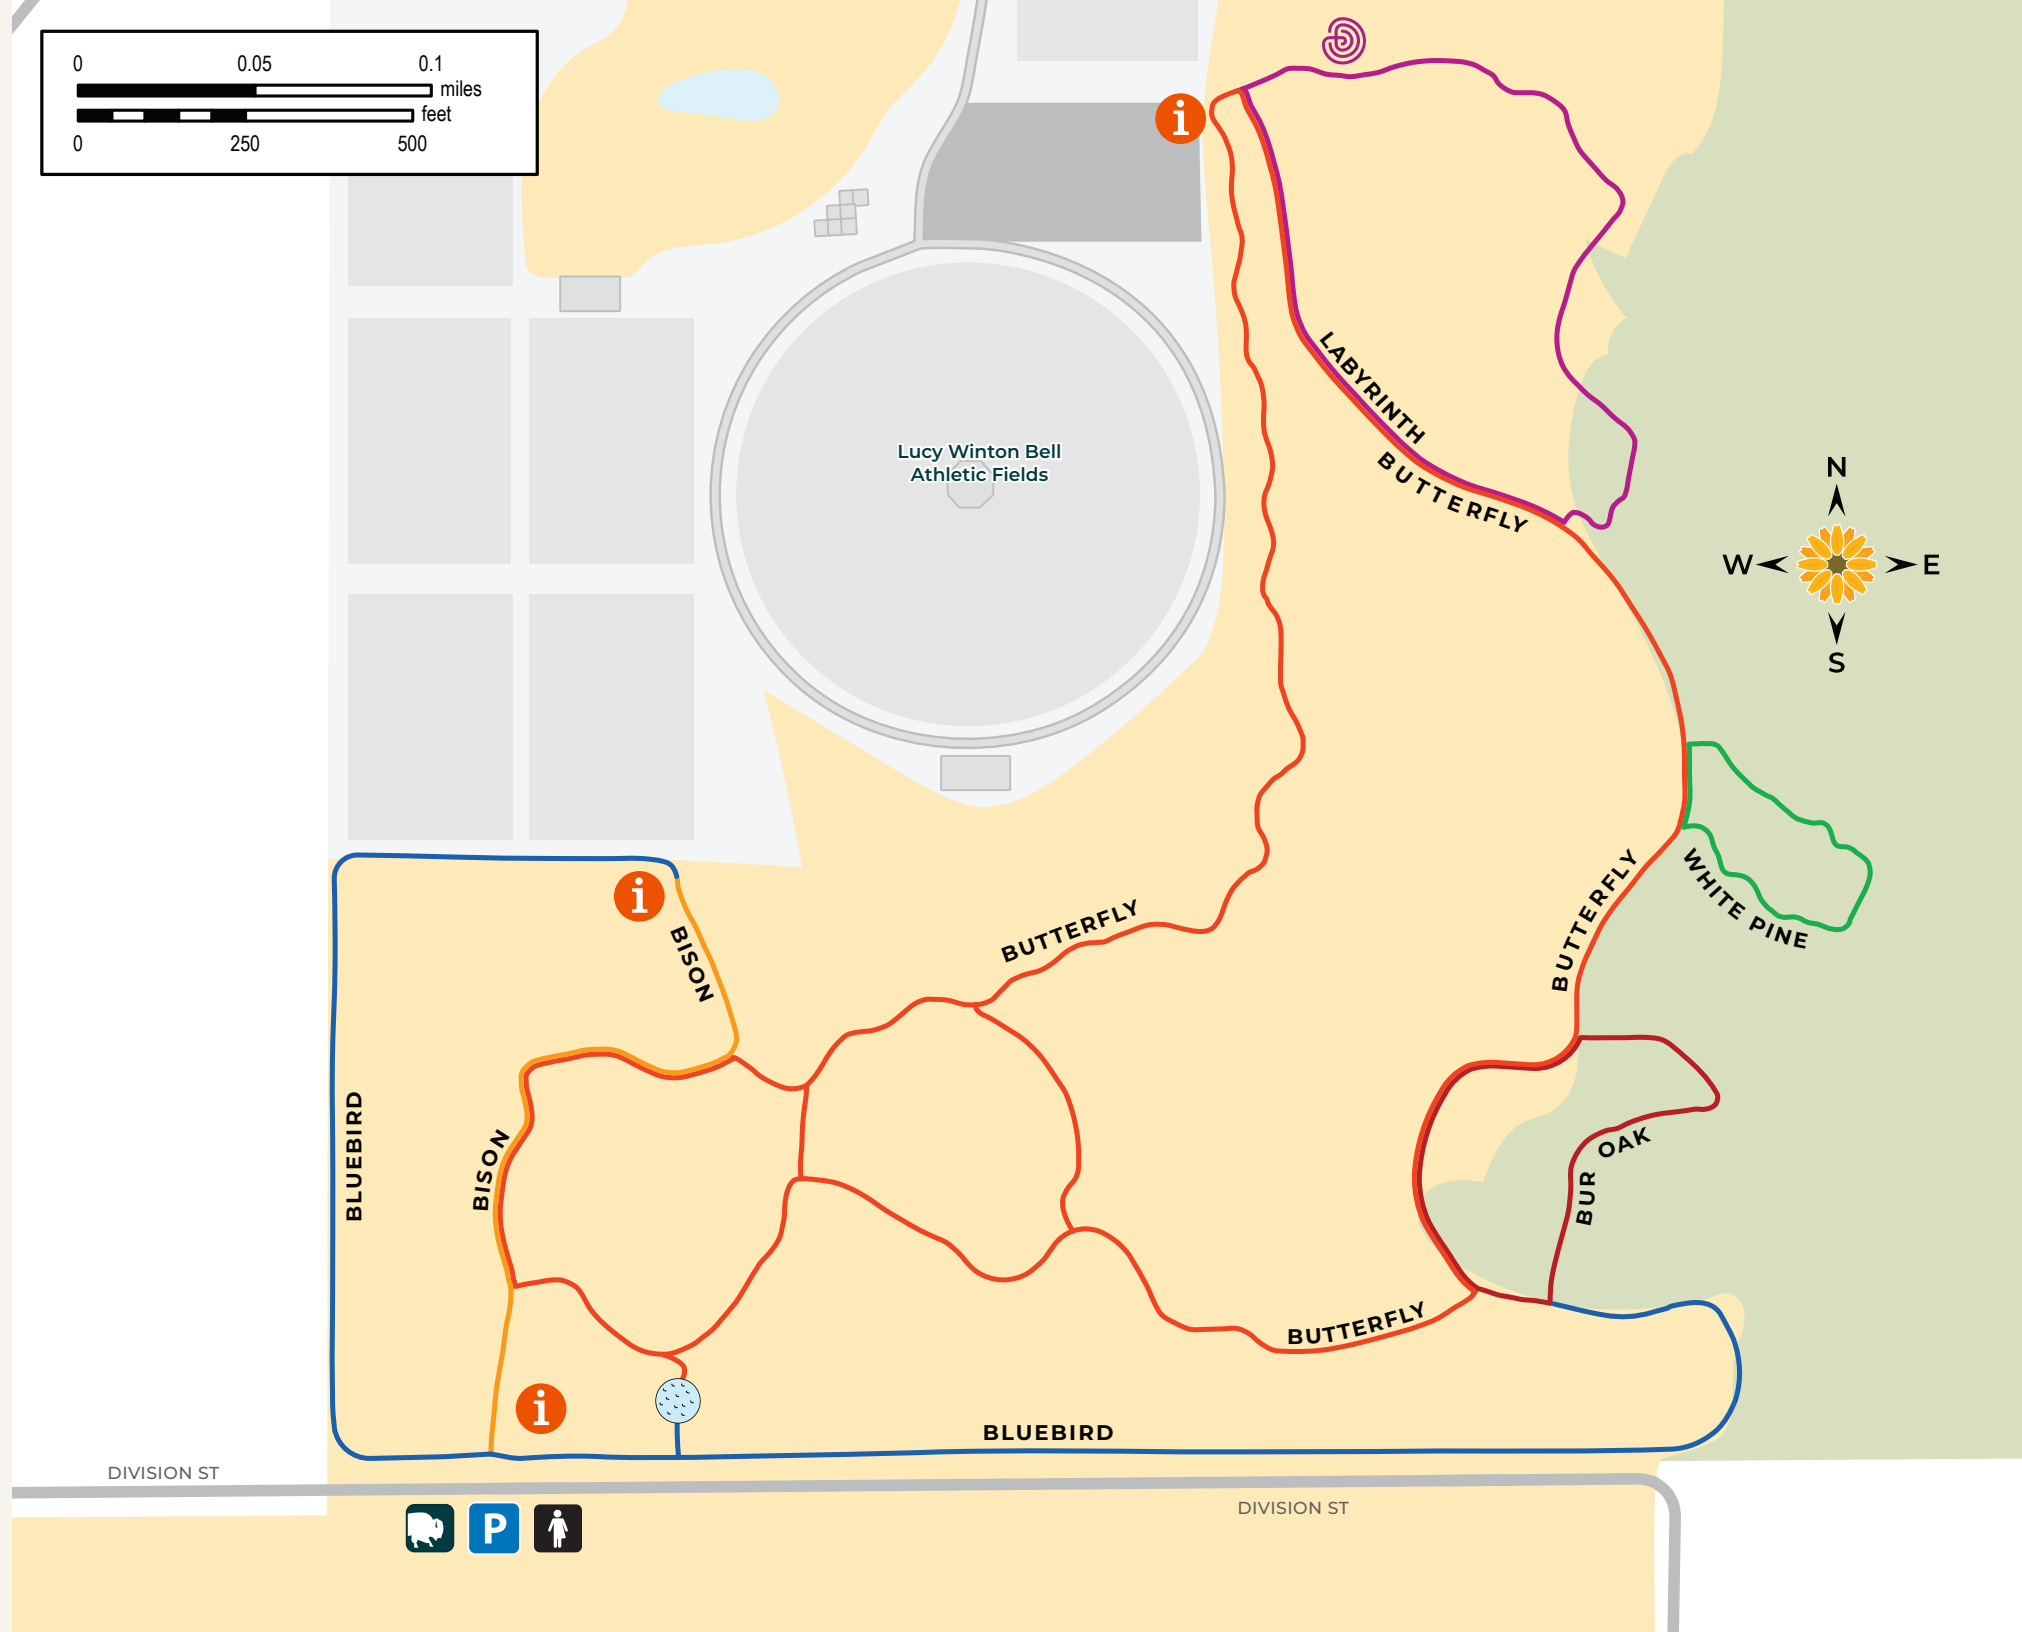 0 0.05 0.1
miles
feet
0 250 500
i
LABYRINTH
BUTTERFLY
Lucy Winton Bell
Athletic Fields
N
W E
S
BUTTERFLY
WHITE PINE
i
BISON
BUTTERFLY
BLUEBIRD
BISON
BUR OAK
BUTTERFLY
i
BLUEBIRD
DIVISION ST
DIVISION ST
P